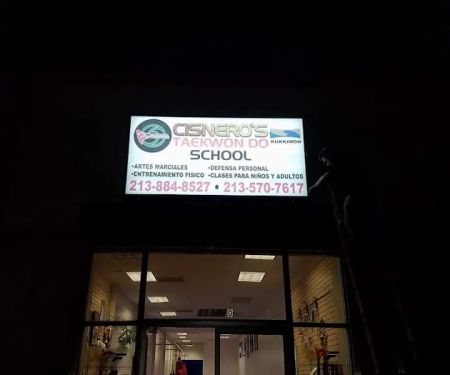 CISNERO'S
TAEKWON DO
KUKKIWON
SCHOOL
•ARTES MARCIALES •DEFENSA PERSONAL
•ENTRENAMIENTO FISICO •CLASES PARA NIÑOS Y ADULTOS
213-884-8527 • 213-570-7617